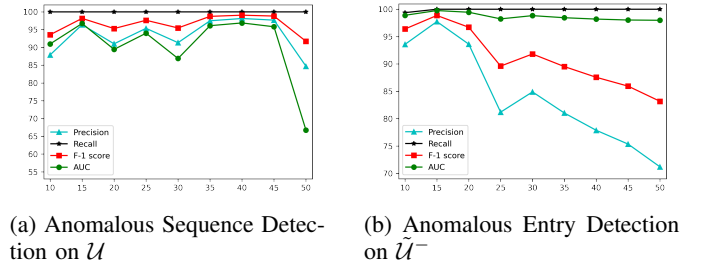 100
95
90
85
80
75
70
65
60
55
Precision
Recall
F-1 score
AUC
10 15 20 25 30 35 40 45 50
100
95
90
85
80
75
70
Precision
Recall
F-1 score
AUC
10 15 20 25 30 35 40 45 50
(a) Anomalous Sequence Detec-
tion on 𝒰
(b) Anomalous Entry Detection
on 𝒰̃⁻